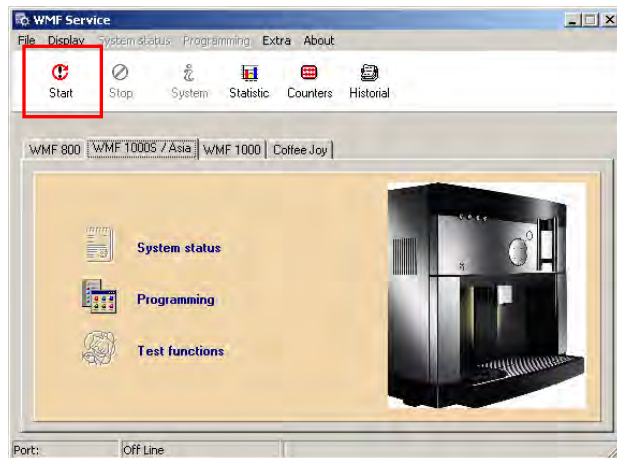 WMF Service
File Display System status Programming Extra About
Start Stop System Statistic Counters Historial
WMF 800 WMF 1000S / Asia WMF 1000 Coffee Joy
System status
Programming
Test functions
Port: Off Line